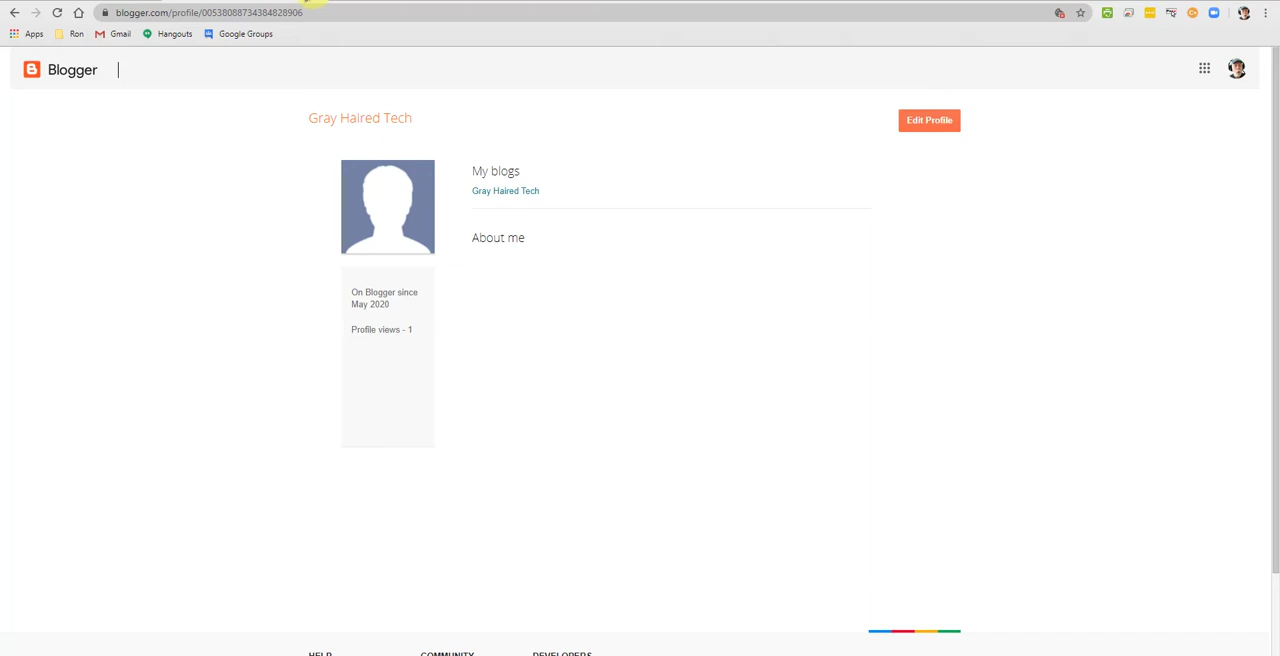 blogger.com/profile/00538088734384828906
Apps Ron Gmail Hangouts Google Groups
Blogger
Gray Haired Tech
Edit Profile
My blogs
Gray Haired Tech
About me
On Blogger since
May 2020
Profile views - 1
HELP COMMUNITY DEVELOPERS